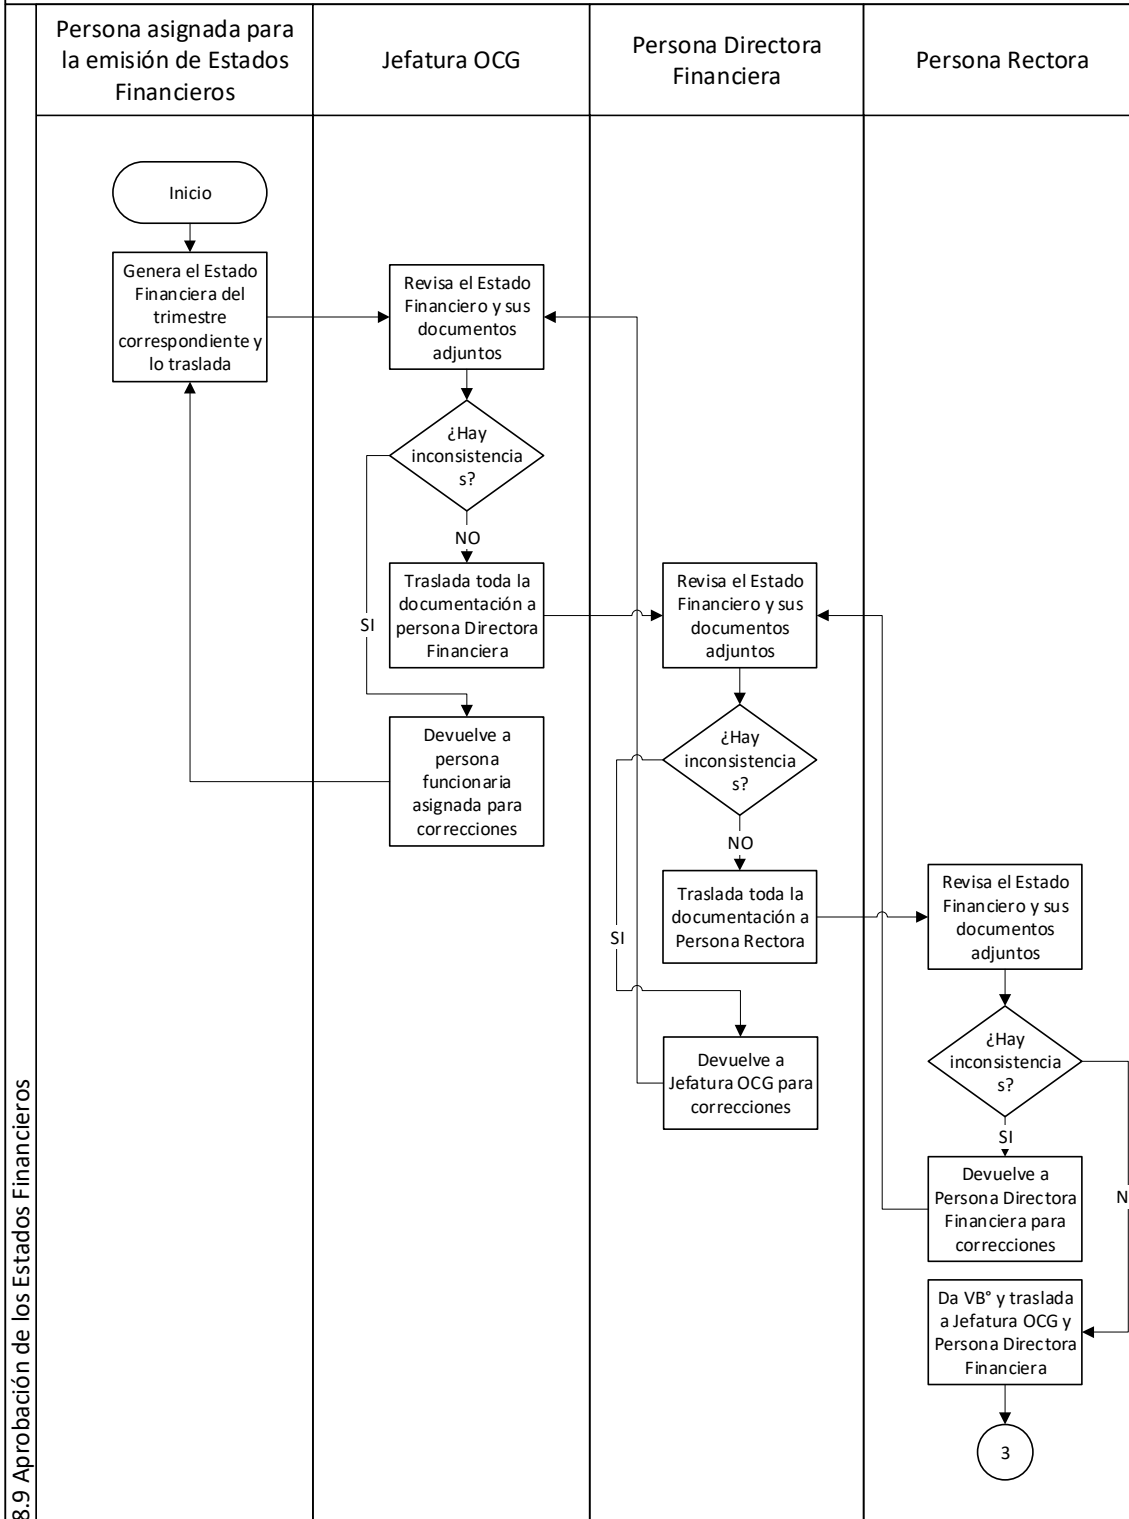 Persona asignada para
la emisión de Estados
Financieros
Jefatura OCG
Persona Directora
Financiera
Persona Rectora
8.9 Aprobación de los Estados Financieros
Inicio
Genera el Estado
Financiera del
trimestre
correspondiente y
lo traslada
Revisa el Estado
Financiero y sus
documentos
adjuntos
¿Hay
inconsistencia
s?
NO
SI
Traslada toda la
documentación a
persona Directora
Financiera
Devuelve a
persona
funcionaria
asignada para
correcciones
Revisa el Estado
Financiero y sus
documentos
adjuntos
¿Hay
inconsistencia
s?
NO
SI
Traslada toda la
documentación a
Persona Rectora
Devuelve a
Jefatura OCG para
correcciones
Revisa el Estado
Financiero y sus
documentos
adjuntos
¿Hay
inconsistencia
s?
SI
N
Devuelve a
Persona Directora
Financiera para
correcciones
Da VB° y traslada
a Jefatura OCG y
Persona Directora
Financiera
3